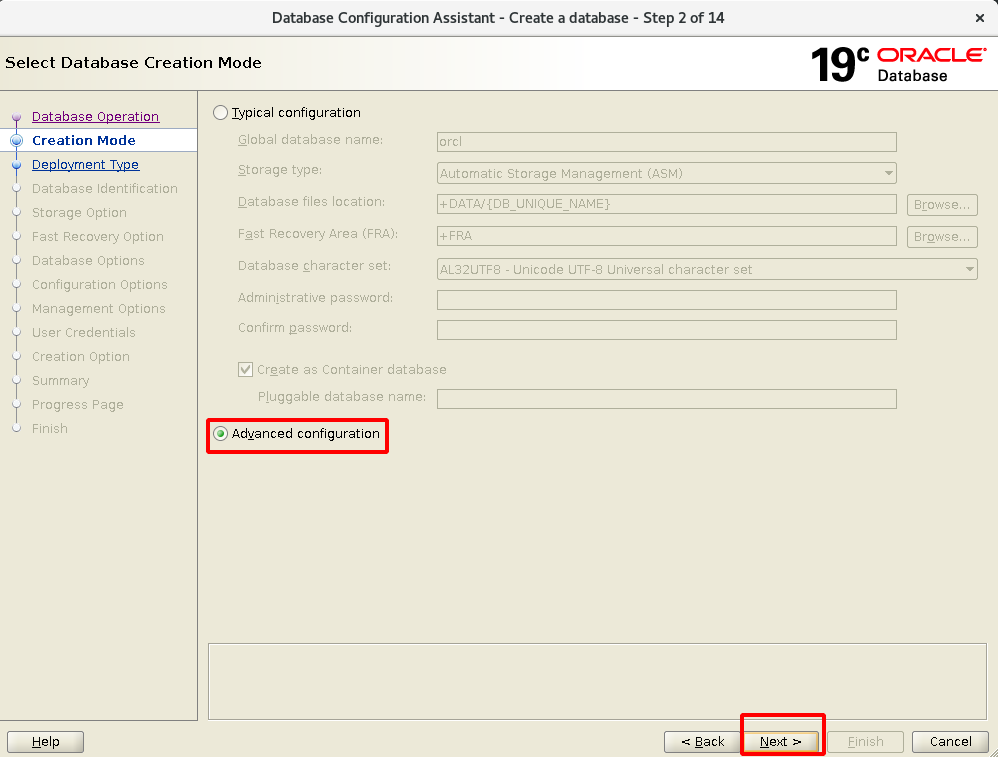 Database Configuration Assistant - Create a database - Step 2 of 14
Select Database Creation Mode
19c ORACLE
Database
Database Operation
Creation Mode
Deployment Type
Database Identification
Storage Option
Fast Recovery Option
Database Options
Configuration Options
Management Options
User Credentials
Creation Option
Summary
Progress Page
Finish
Typical configuration
Global database name: orcl
Storage type: Automatic Storage Management (ASM)
Database files location: +DATA/{DB_UNIQUE_NAME} Browse...
Fast Recovery Area (FRA): +FRA Browse...
Database character set: AL32UTF8 - Unicode UTF-8 Universal character set
Administrative password:
Confirm password:
Create as Container database
Pluggable database name:
Advanced configuration
Help < Back Next > Finish Cancel